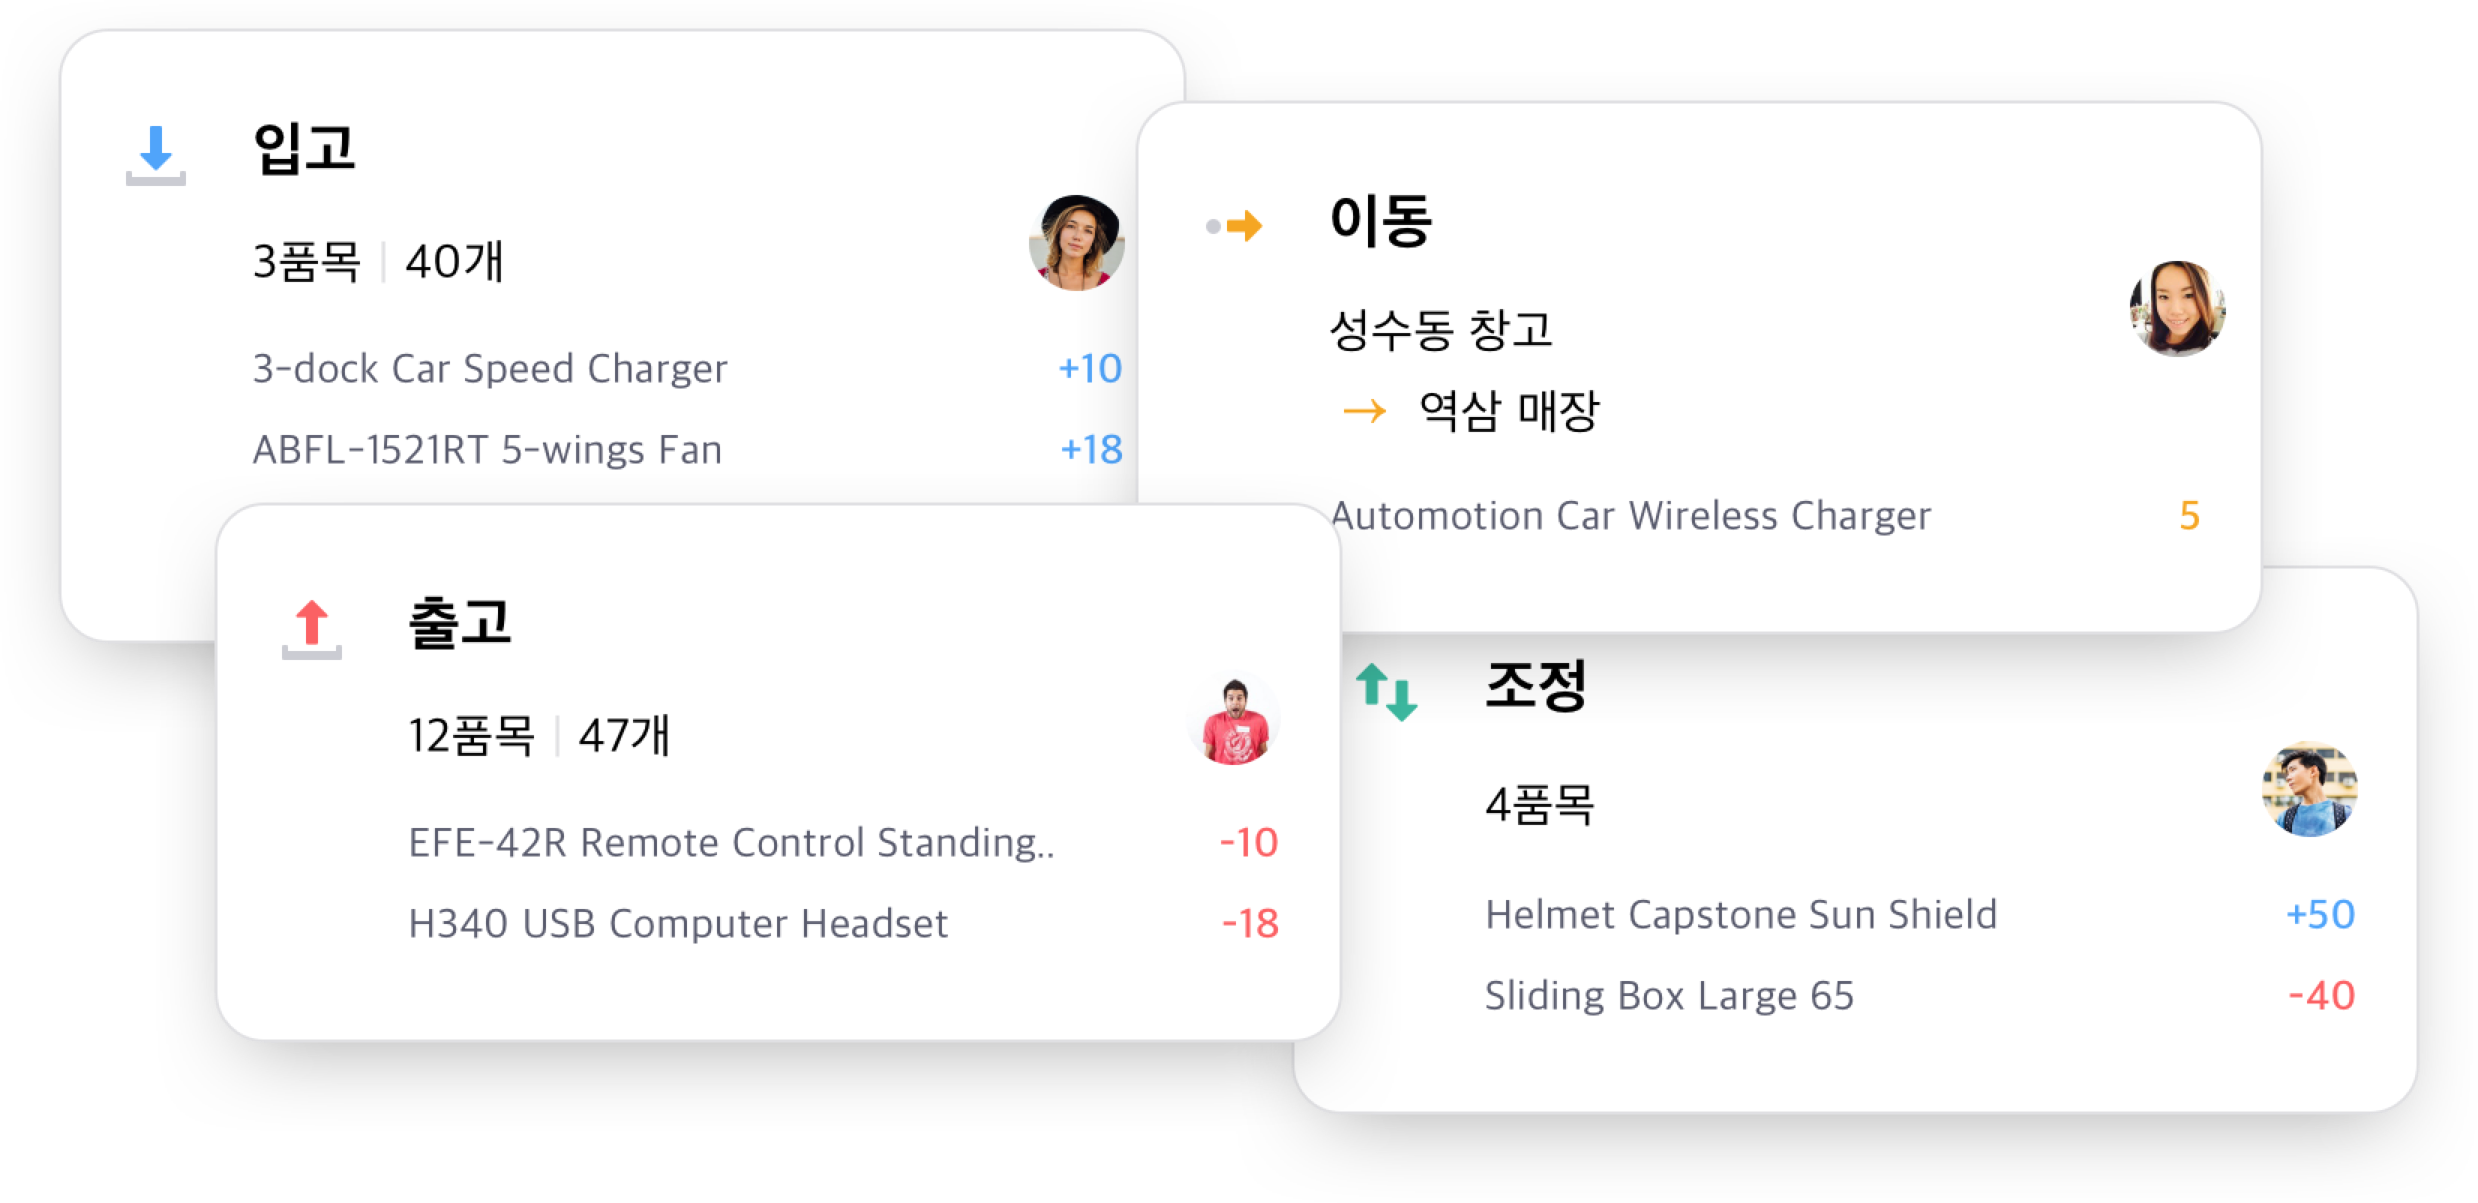 입고
3품목 | 40개
3-dock Car Speed Charger +10
ABFL-1521RT 5-wings Fan +18
이동
성수동 창고
→ 역삼 매장
Automotion Car Wireless Charger 5
출고
12품목 | 47개
EFE-42R Remote Control Standing.. -10
H340 USB Computer Headset -18
조정
4품목
Helmet Capstone Sun Shield +50
Sliding Box Large 65 -40